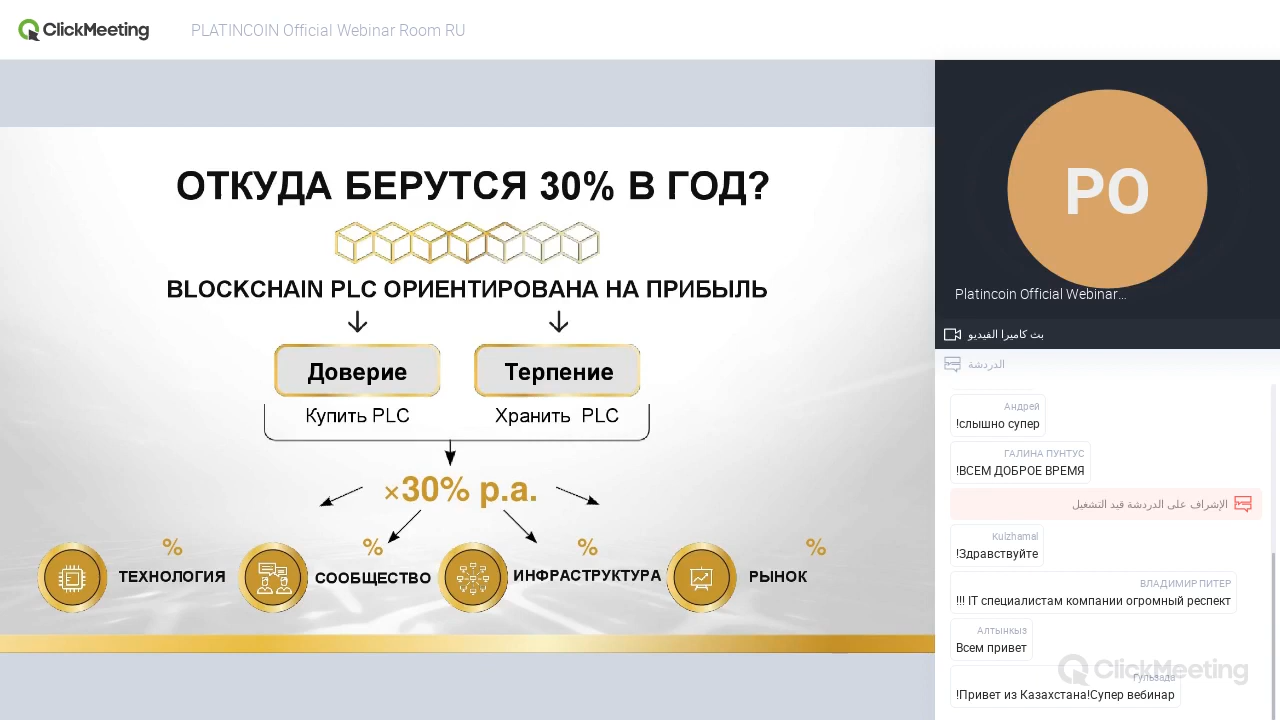 ClickMeeting
PLATINCOIN Official Webinar Room RU
ОТКУДА БЕРУТСЯ 30% В ГОД?
BLOCKCHAIN PLC ОРИЕНТИРОВАНА НА ПРИБЫЛЬ
Доверие
Терпение
Купить PLC
Хранить PLC
×30% p.a.
%
%
%
%
ТЕХНОЛОГИЯ
СООБЩЕСТВО
ИНФРАСТРУКТУРА
РЫНОК
PO
Platincoin Official Webinar...
بث كاميرا الفيديو
الدردشة
Андрей
!слышно супер
ГАЛИНА ПУНТУС
!ВСЕМ ДОБРОЕ ВРЕМЯ
الإشراف على الدردشة قيد التشغيل
Kulzhamal
!Здравствуйте
ВЛАДИМИР ПИТЕР
!!! IT специалистам компании огромный респект
Алтынкыз
Всем привет
Гульзада
!Привет из Казахстана!Супер вебинар
ClickMeeting